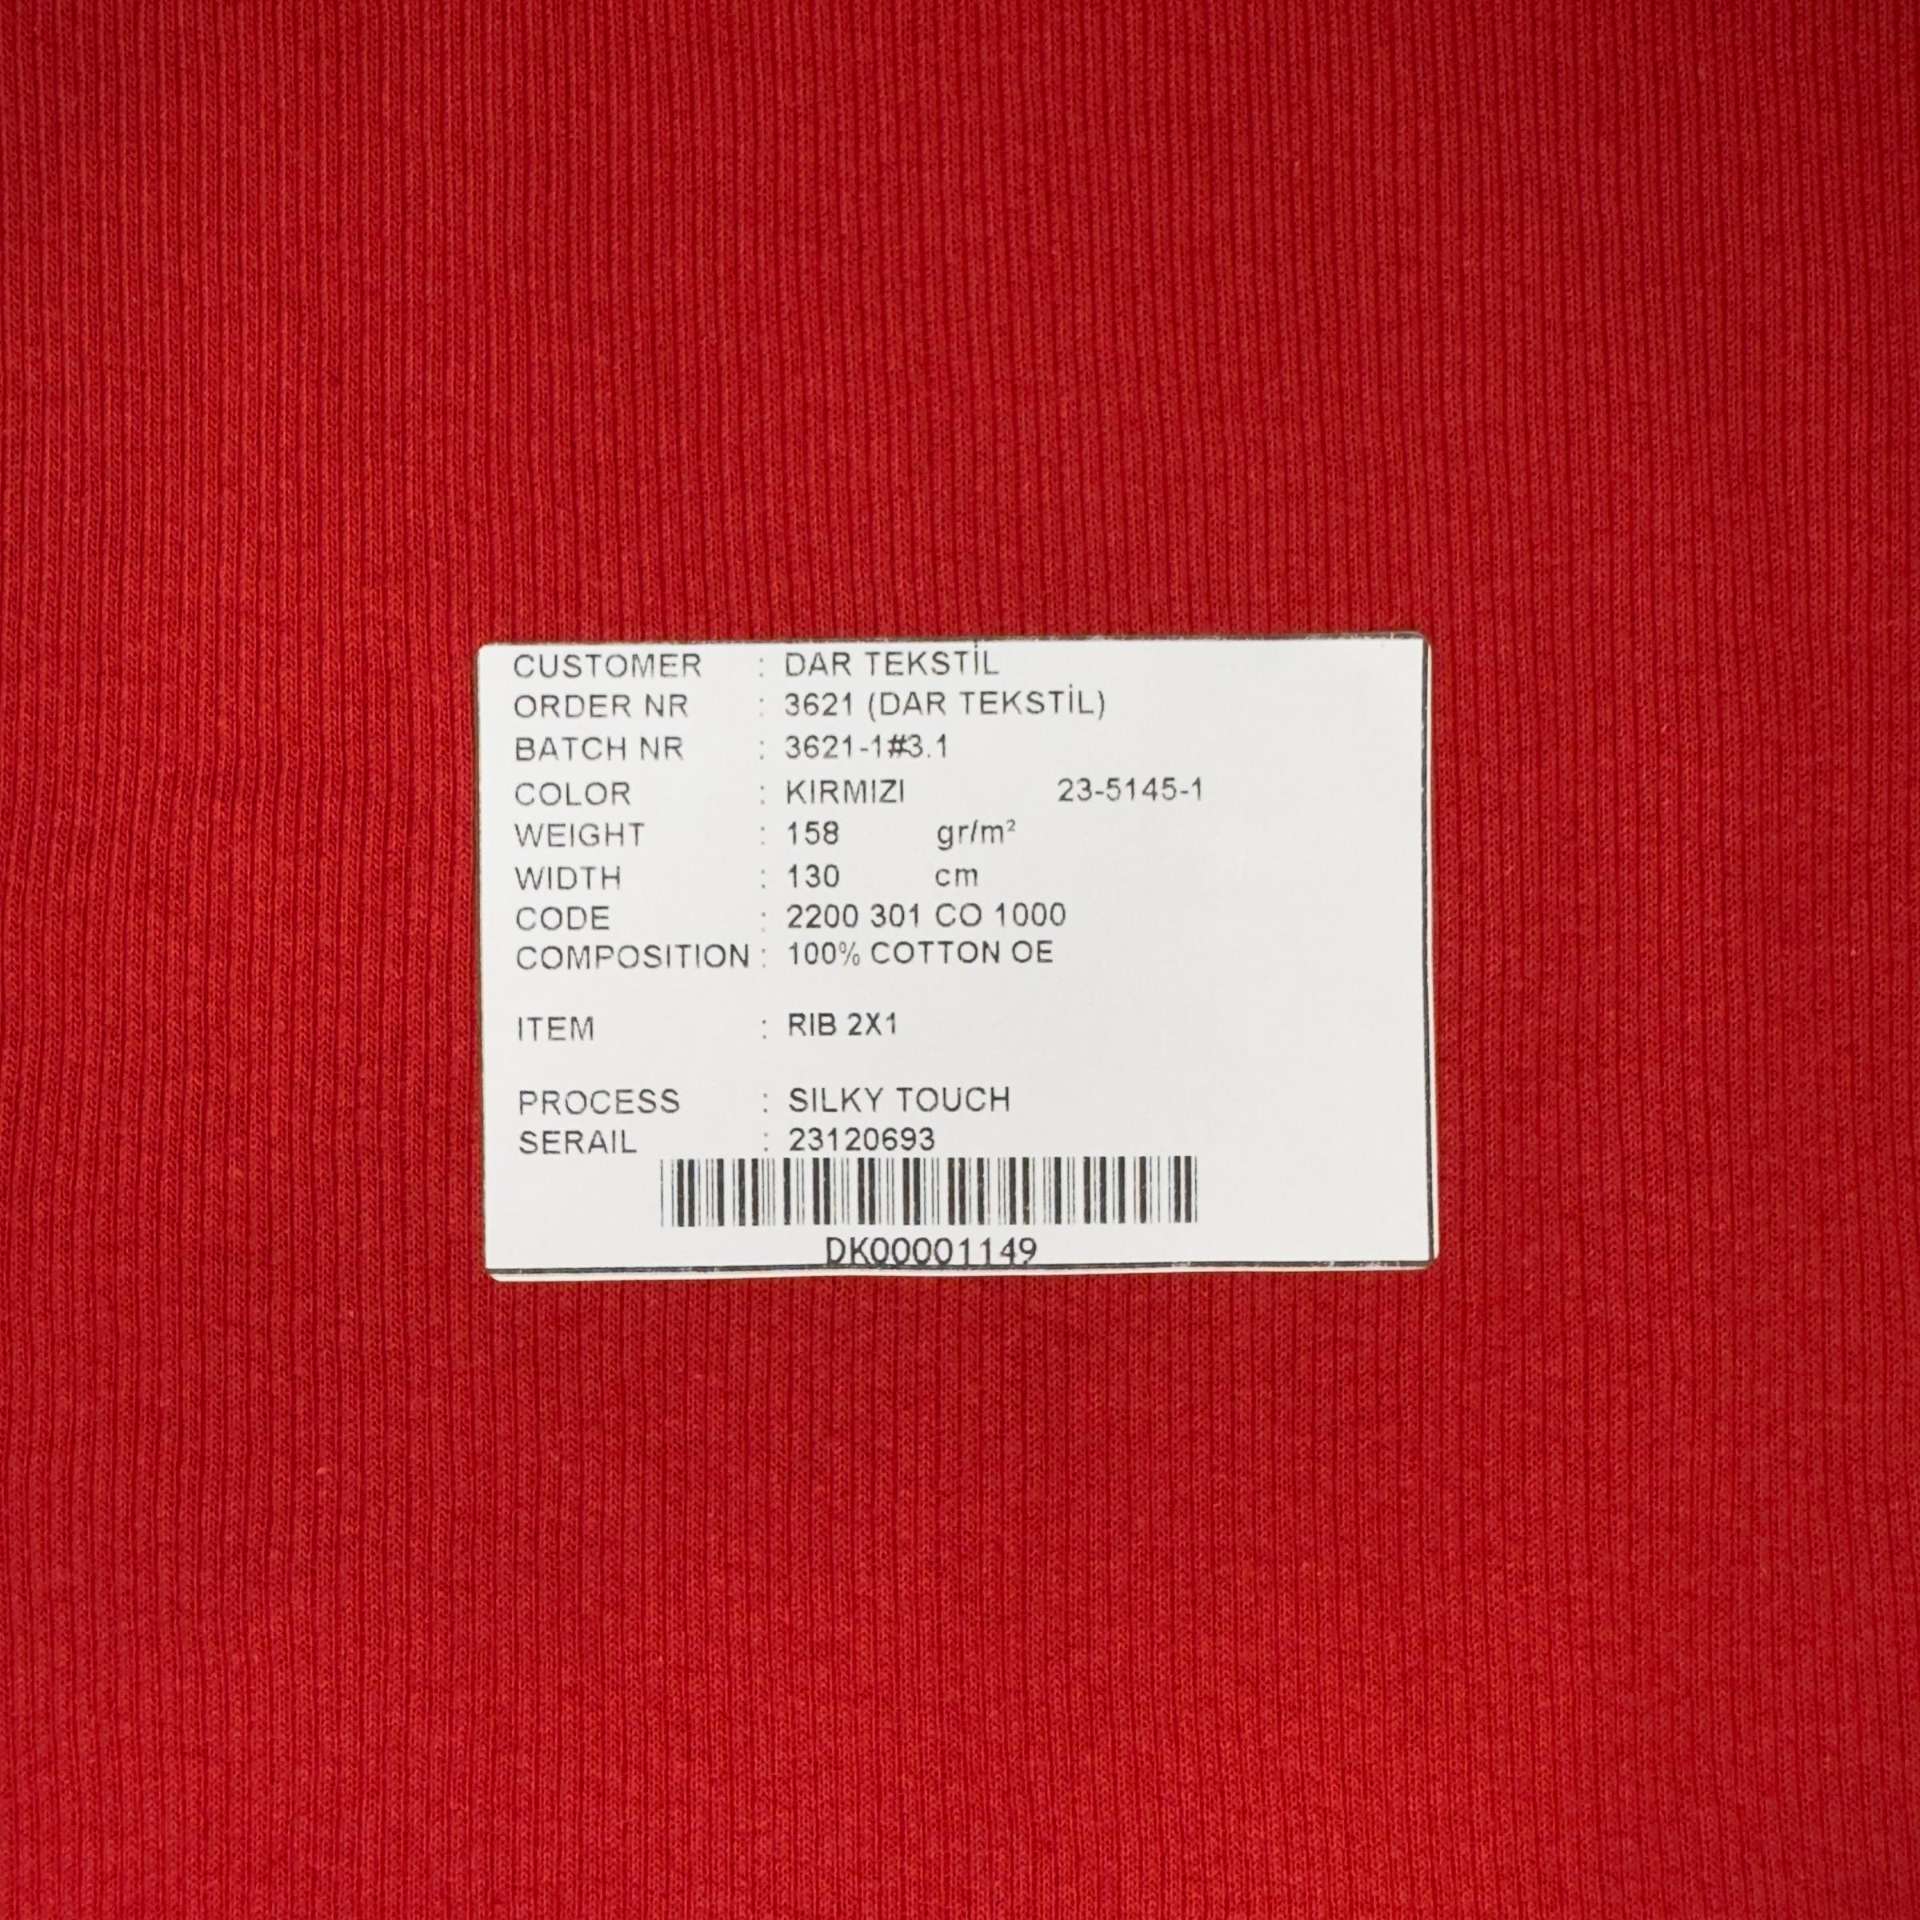 CUSTOMER : DAR TEKSTİL
ORDER NR : 3621 (DAR TEKSTİL)
BATCH NR : 3621-1#3.1
COLOR : KIRMIZI 23-5145-1
WEIGHT : 158 gr/m²
WIDTH : 130 cm
CODE : 2200 301 CO 1000
COMPOSITION : 100% COTTON OE
ITEM : RIB 2X1
PROCESS : SILKY TOUCH
SERAIL : 23120693
DK00001149